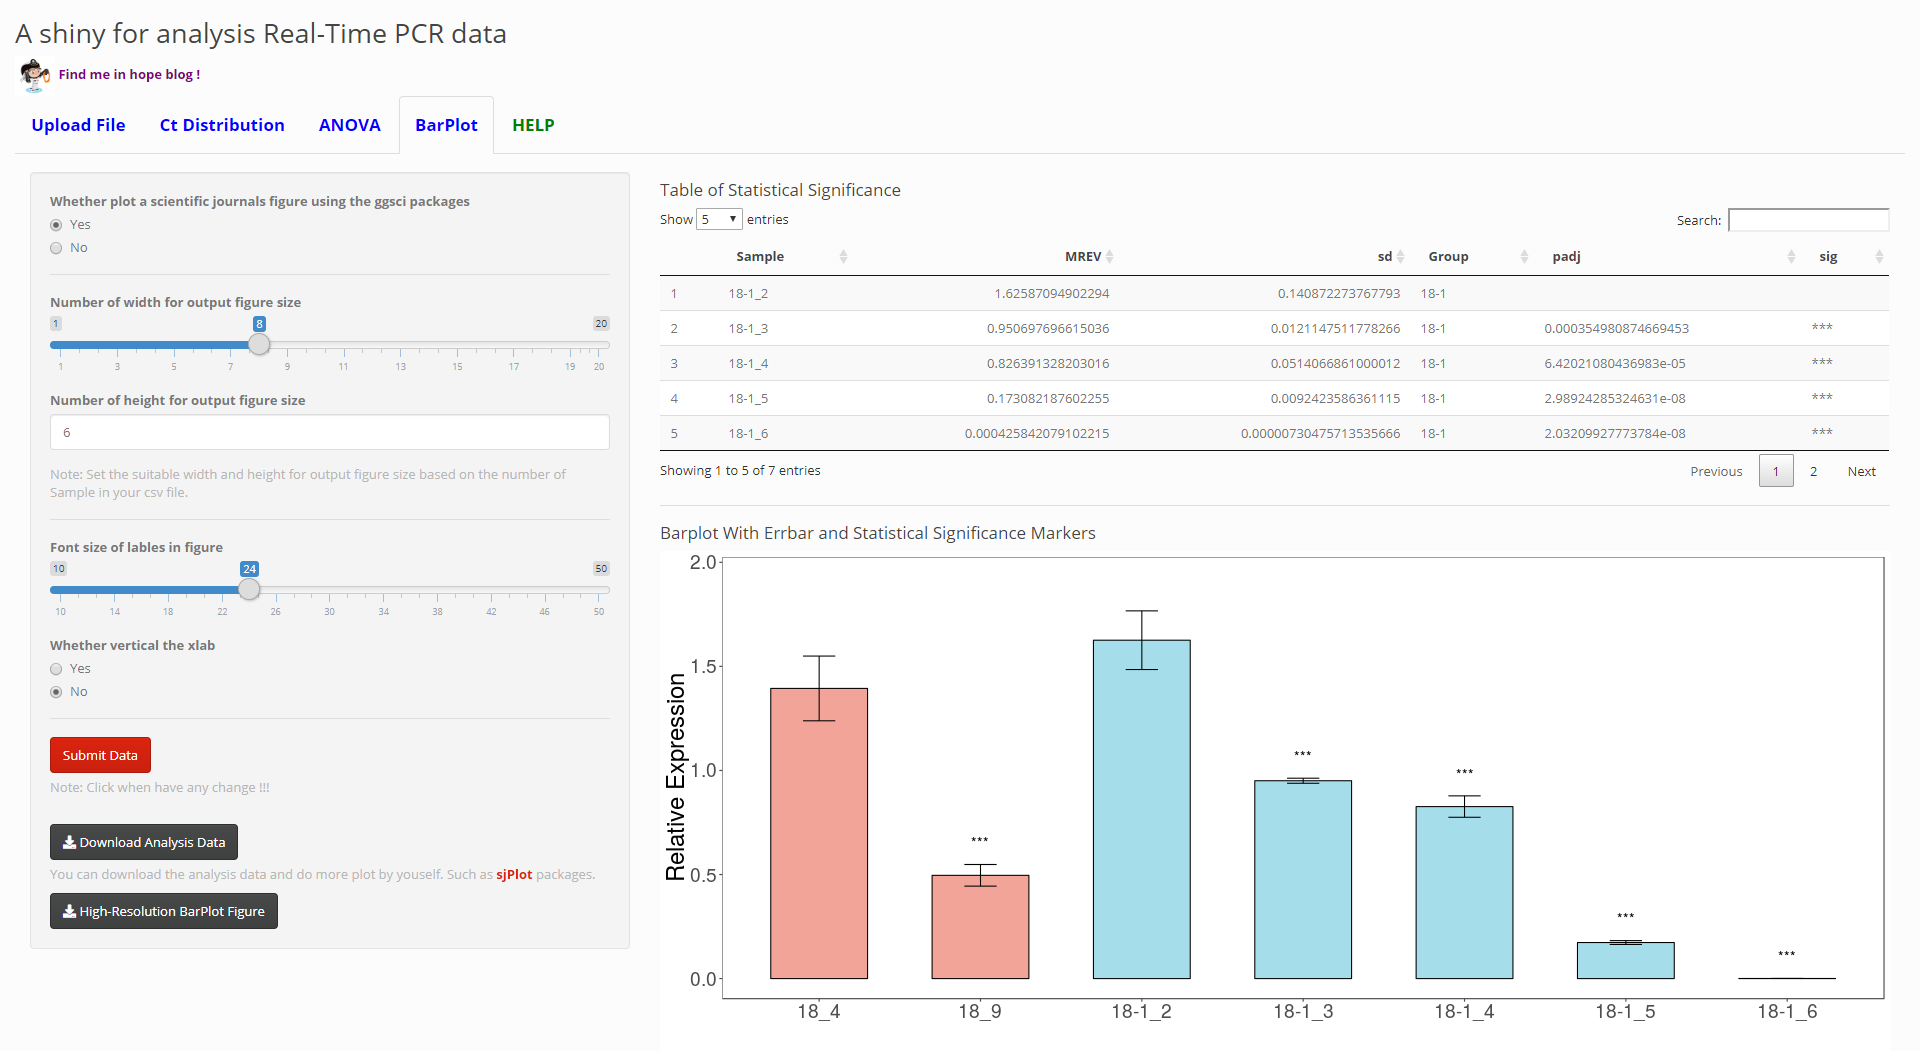 A shiny for analysis Real-Time PCR data
Find me in hope blog !
Upload File Ct Distribution ANOVA BarPlot HELP
Whether plot a scientific journals figure using the ggsci packages
Yes
No
Number of width for output figure size
1 8 20
1 3 5 7 9 11 13 15 17 19 20
Number of height for output figure size
6
Note: Set the suitable width and height for output figure size based on the number of
Sample in your csv file.
Font size of lables in figure
10 24 50
10 14 18 22 26 30 34 38 42 46 50
Whether vertical the xlab
Yes
No
Submit Data
Note: Click when have any change !!!
Download Analysis Data
You can download the analysis data and do more plot by youself. Such as sjPlot packages.
High-Resolution BarPlot Figure
Table of Statistical Significance
Show 5 entries Search:
Sample MREV sd Group padj sig
1 18-1_2 1.62587094902294 0.140872273767793 18-1
2 18-1_3 0.950697696615036 0.0121147511778266 18-1 0.000354980874669453 ***
3 18-1_4 0.826391328203016 0.0514066861000012 18-1 6.42021080436983e-05 ***
4 18-1_5 0.173082187602255 0.0092423586361115 18-1 2.98924285324631e-08 ***
5 18-1_6 0.000425842079102215 0.00000730475713535666 18-1 2.03209927773784e-08 ***
Showing 1 to 5 of 7 entries Previous 1 2 Next
Barplot With Errbar and Statistical Significance Markers
2.0
1.5
1.0
0.5
0.0
Relative Expression
***
***
***
***
***
18_4 18_9 18-1_2 18-1_3 18-1_4 18-1_5 18-1_6